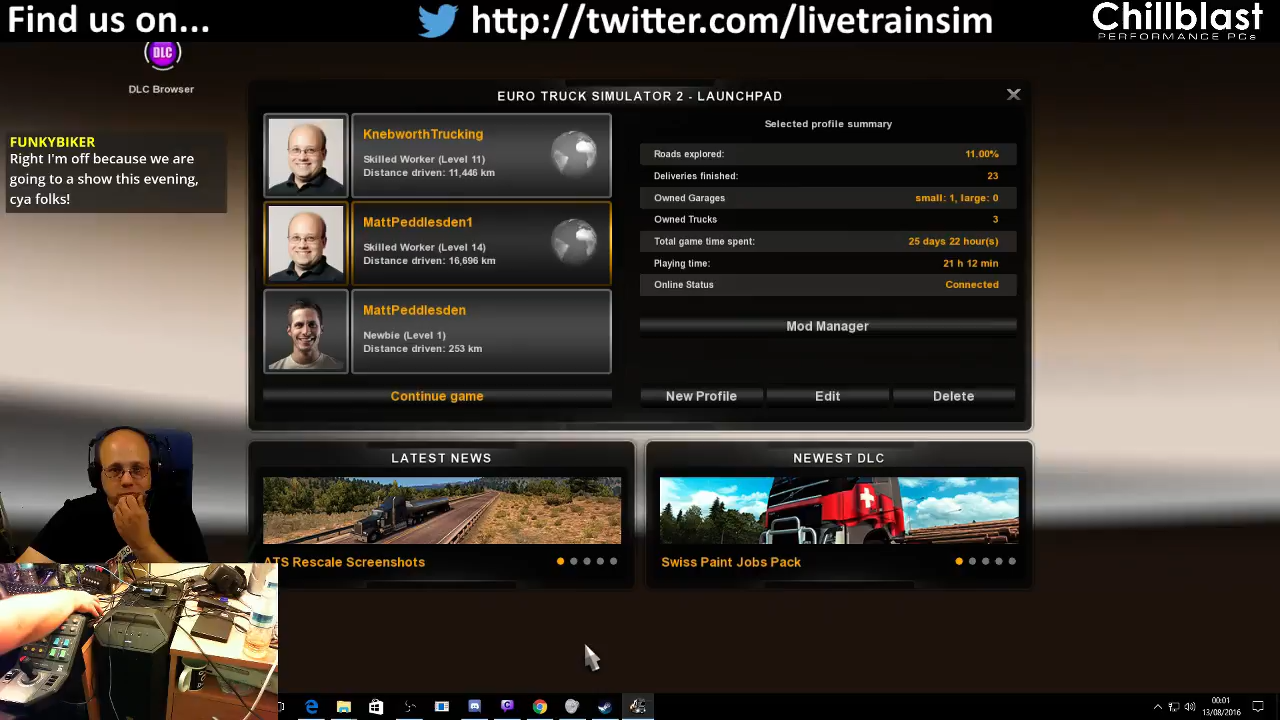 Find us on...
http://twitter.com/livetrainsim
Chillblast
PERFORMANCE PCs
DLC
DLC Browser
FUNKYBIKER
Right I'm off because we are
going to a show this evening,
cya folks!
EURO TRUCK SIMULATOR 2 - LAUNCHPAD
KnebworthTrucking
Skilled Worker (Level 11)
Distance driven: 11,446 km
MattPeddlesden1
Skilled Worker (Level 14)
Distance driven: 16,696 km
MattPeddlesden
Newbie (Level 1)
Distance driven: 253 km
Continue game
Selected profile summary
Roads explored: 11.00%
Deliveries finished: 23
Owned Garages small: 1, large: 0
Owned Trucks 3
Total game time spent: 25 days 22 hour(s)
Playing time: 21 h 12 min
Online Status Connected
Mod Manager
New Profile Edit Delete
LATEST NEWS
ATS Rescale Screenshots
NEWEST DLC
Swiss Paint Jobs Pack
00:01
13/08/2016